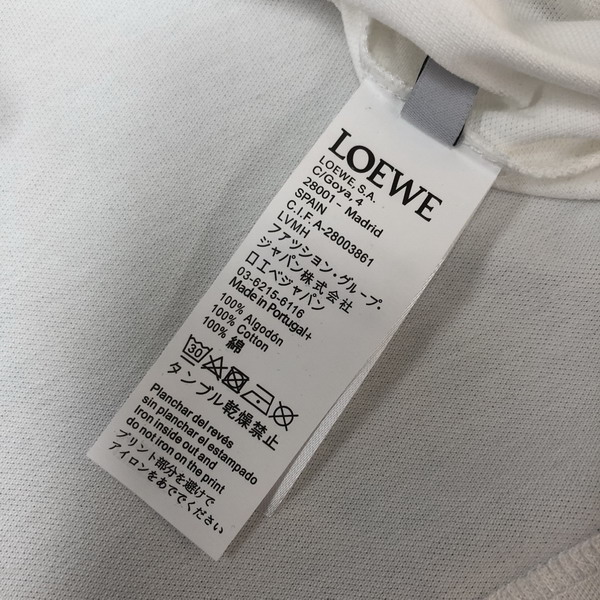 LOEWE
LOEWE, S.A.
C/Goya, 4
28001 - Madrid
SPAIN
C.I.F. A-28003861
LVMH
ファッション・グループ・
ジャパン株式会社
ロエベジャパン
03-6215-6116
Made in Portugal+
100% Algodón
100% Cotton
100% 綿
30
タンブル乾燥禁止
Planchar del revés
sin planchar el estampado
Iron inside out and
do not iron on the print
プリント部分を避けて
アイロンをあててください